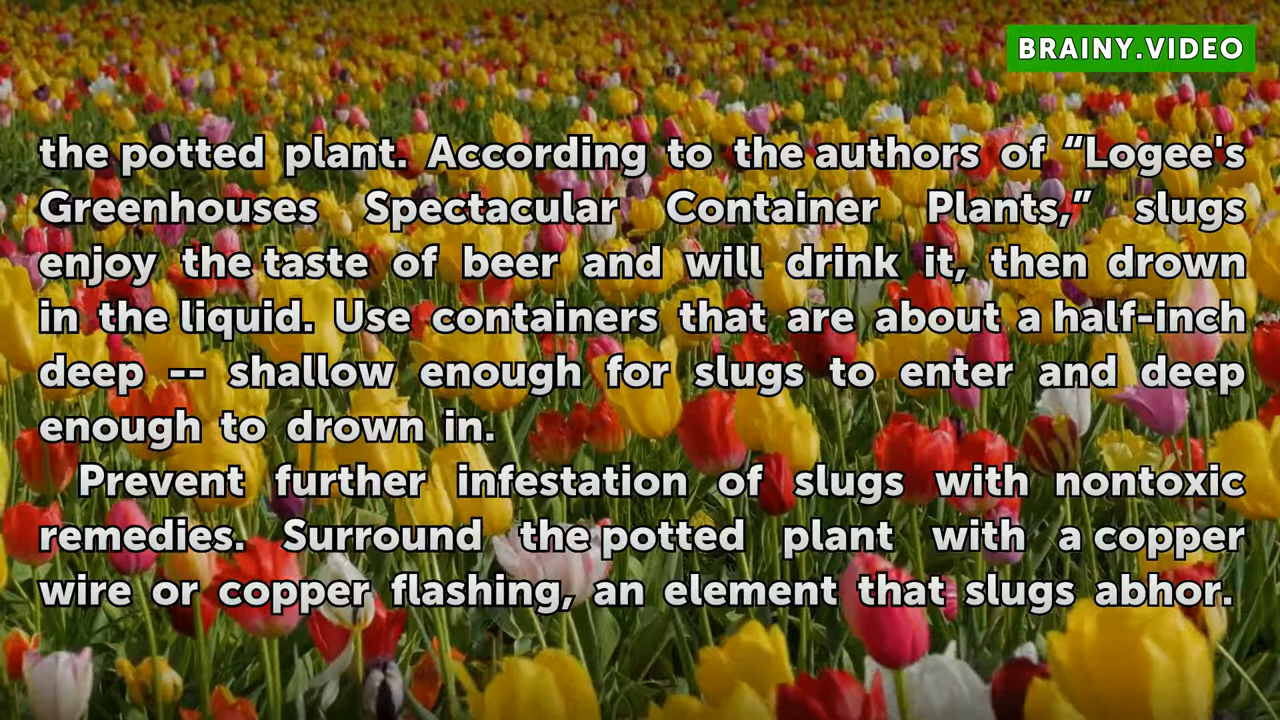 BRAINY.VIDEO
the potted plant. According to the authors of “Logee's
Greenhouses Spectacular Container Plants,” slugs
enjoy the taste of beer and will drink it, then drown
in the liquid. Use containers that are about a half-inch
deep -- shallow enough for slugs to enter and deep
enough to drown in.
Prevent further infestation of slugs with nontoxic
remedies. Surround the potted plant with a copper
wire or copper flashing, an element that slugs abhor.